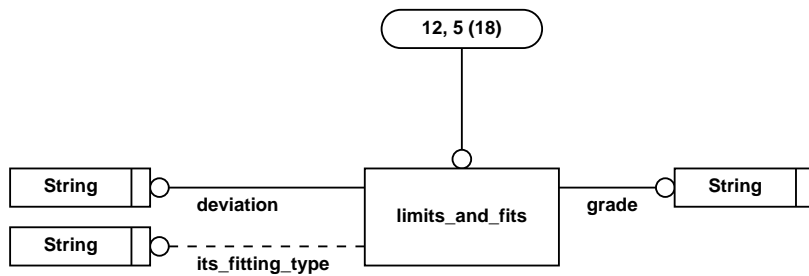 12, 5 (18)
String
deviation
limits_and_fits
grade
String
String
its_fitting_type